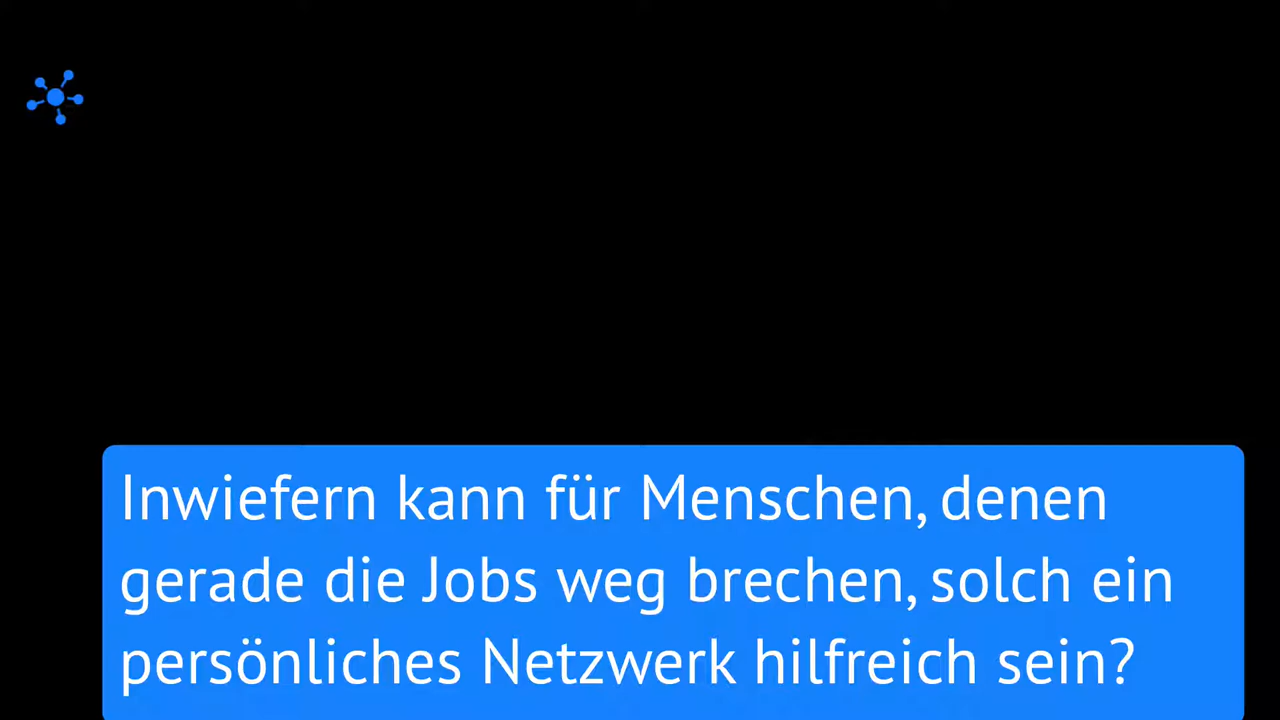 Inwiefern kann für Menschen, denen
gerade die Jobs weg brechen, solch ein
persönliches Netzwerk hilfreich sein?